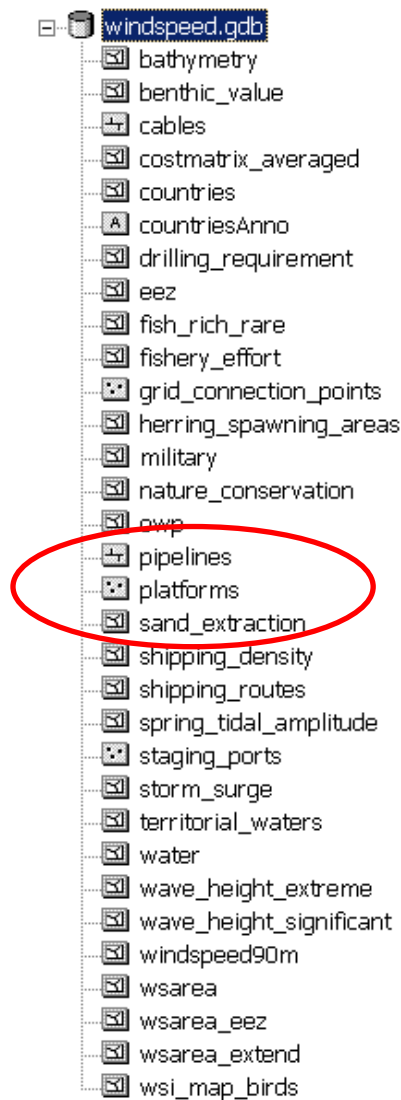 windspeed.gdb
bathymetry
benthic_value
cables
costmatrix_averaged
countries
A countriesAnno
drilling_requirement
eez
fish_rich_rare
fishery_effort
grid_connection_points
herring_spawning_areas
military
nature_conservation
owp
pipelines
platforms
sand_extraction
shipping_density
shipping_routes
spring_tidal_amplitude
staging_ports
storm_surge
territorial_waters
water
wave_height_extreme
wave_height_significant
windspeed90m
wsarea
wsarea_eez
wsarea_extend
wsi_map_birds